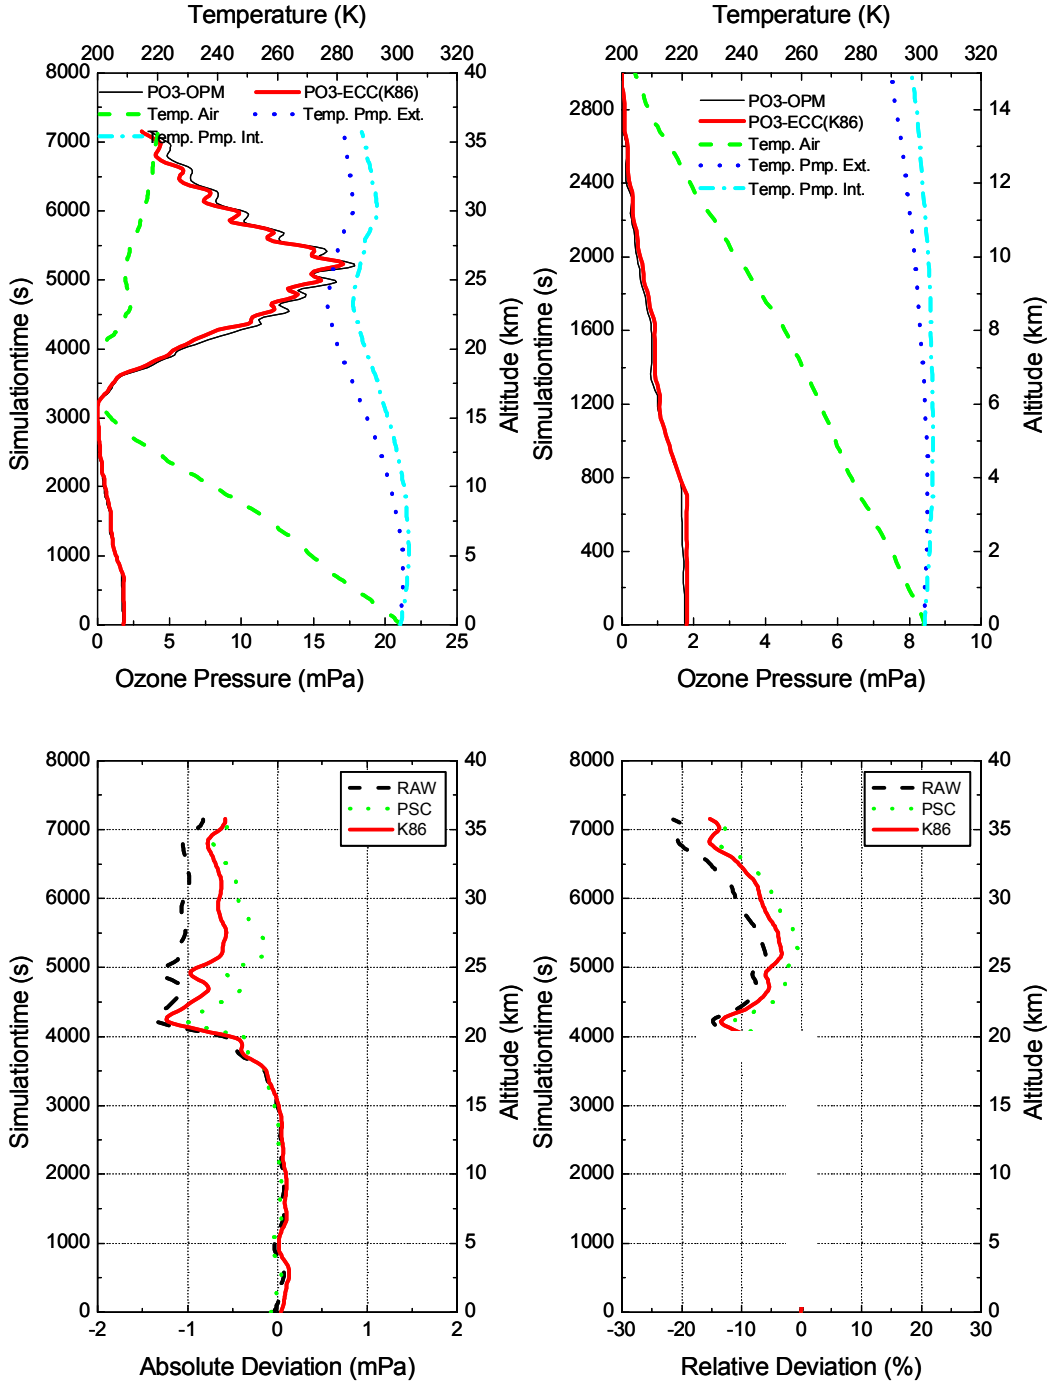 Temperature (K)
200 220 240 260 280 300 320
8000
7000
6000
5000
4000
3000
2000
1000
0
Simulationtime (s)
PO3-OPM
PO3-ECC(K86)
Temp. Air
Temp. Pmp. Ext.
Temp. Pmp. Int.
40
35
30
25
20
15
10
5
0
Altitude (km)
0 5 10 15 20 25
Ozone Pressure (mPa)
Temperature (K)
200 220 240 260 280 300 320
2800
2400
2000
1600
1200
800
400
0
Simulationtime (s)
PO3-OPM
PO3-ECC(K86)
Temp. Air
Temp. Pmp. Ext.
Temp. Pmp. Int.
14
12
10
8
6
4
2
0
Altitude (km)
0 2 4 6 8 10
Ozone Pressure (mPa)
8000
7000
6000
5000
4000
3000
2000
1000
0
Simulationtime (s)
RAW
PSC
K86
40
35
30
25
20
15
10
5
0
Altitude (km)
-2 -1 0 1 2
Absolute Deviation (mPa)
8000
7000
6000
5000
4000
3000
2000
1000
0
Simulationtime (s)
RAW
PSC
K86
40
35
30
25
20
15
10
5
0
Altitude (km)
-30 -20 -10 0 10 20 30
Relative Deviation (%)